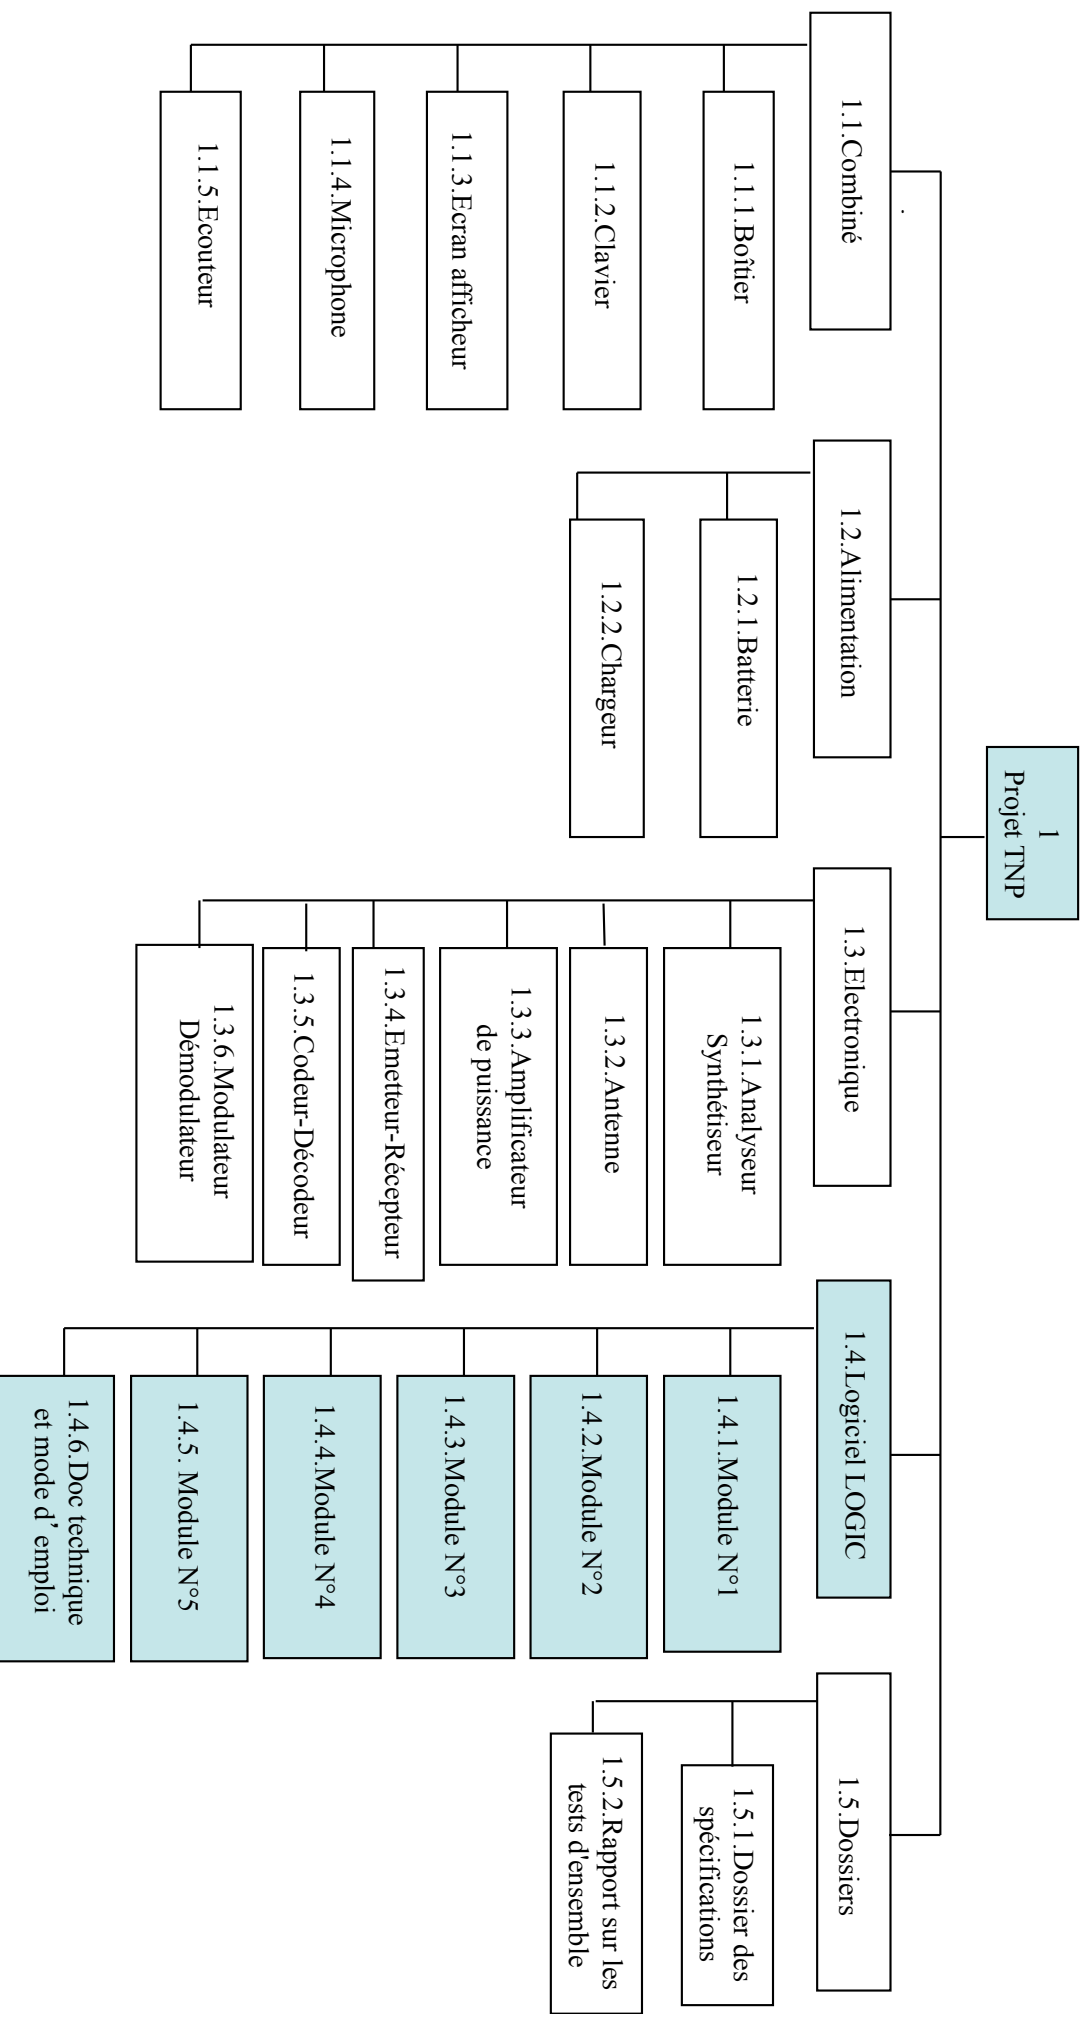 1
Projet TNP
1.1.Combiné
1.1.1.Boîtier
1.1.2.Clavier
1.1.3.Ecran afficheur
1.1.4.Microphone
1.1.5.Ecouteur
1.2.Alimentation
1.2.1.Batterie
1.2.2.Chargeur
1.3.Electronique
1.3.1.Analyseur
Synthétiseur
1.3.2.Antenne
1.3.3.Amplificateur
de puissance
1.3.4.Emetteur-Récepteur
1.3.5.Codeur-Décodeur
1.3.6.Modulateur
Démodulateur
1.4.Logiciel LOGIC
1.4.1.Module N°1
1.4.2.Module N°2
1.4.3.Module N°3
1.4.4.Module N°4
1.4.5. Module N°5
1.4.6.Doc technique
et mode d’ emploi
1.5.Dossiers
1.5.1.Dossier des
spécifications
1.5.2.Rapport sur les
tests d'ensemble